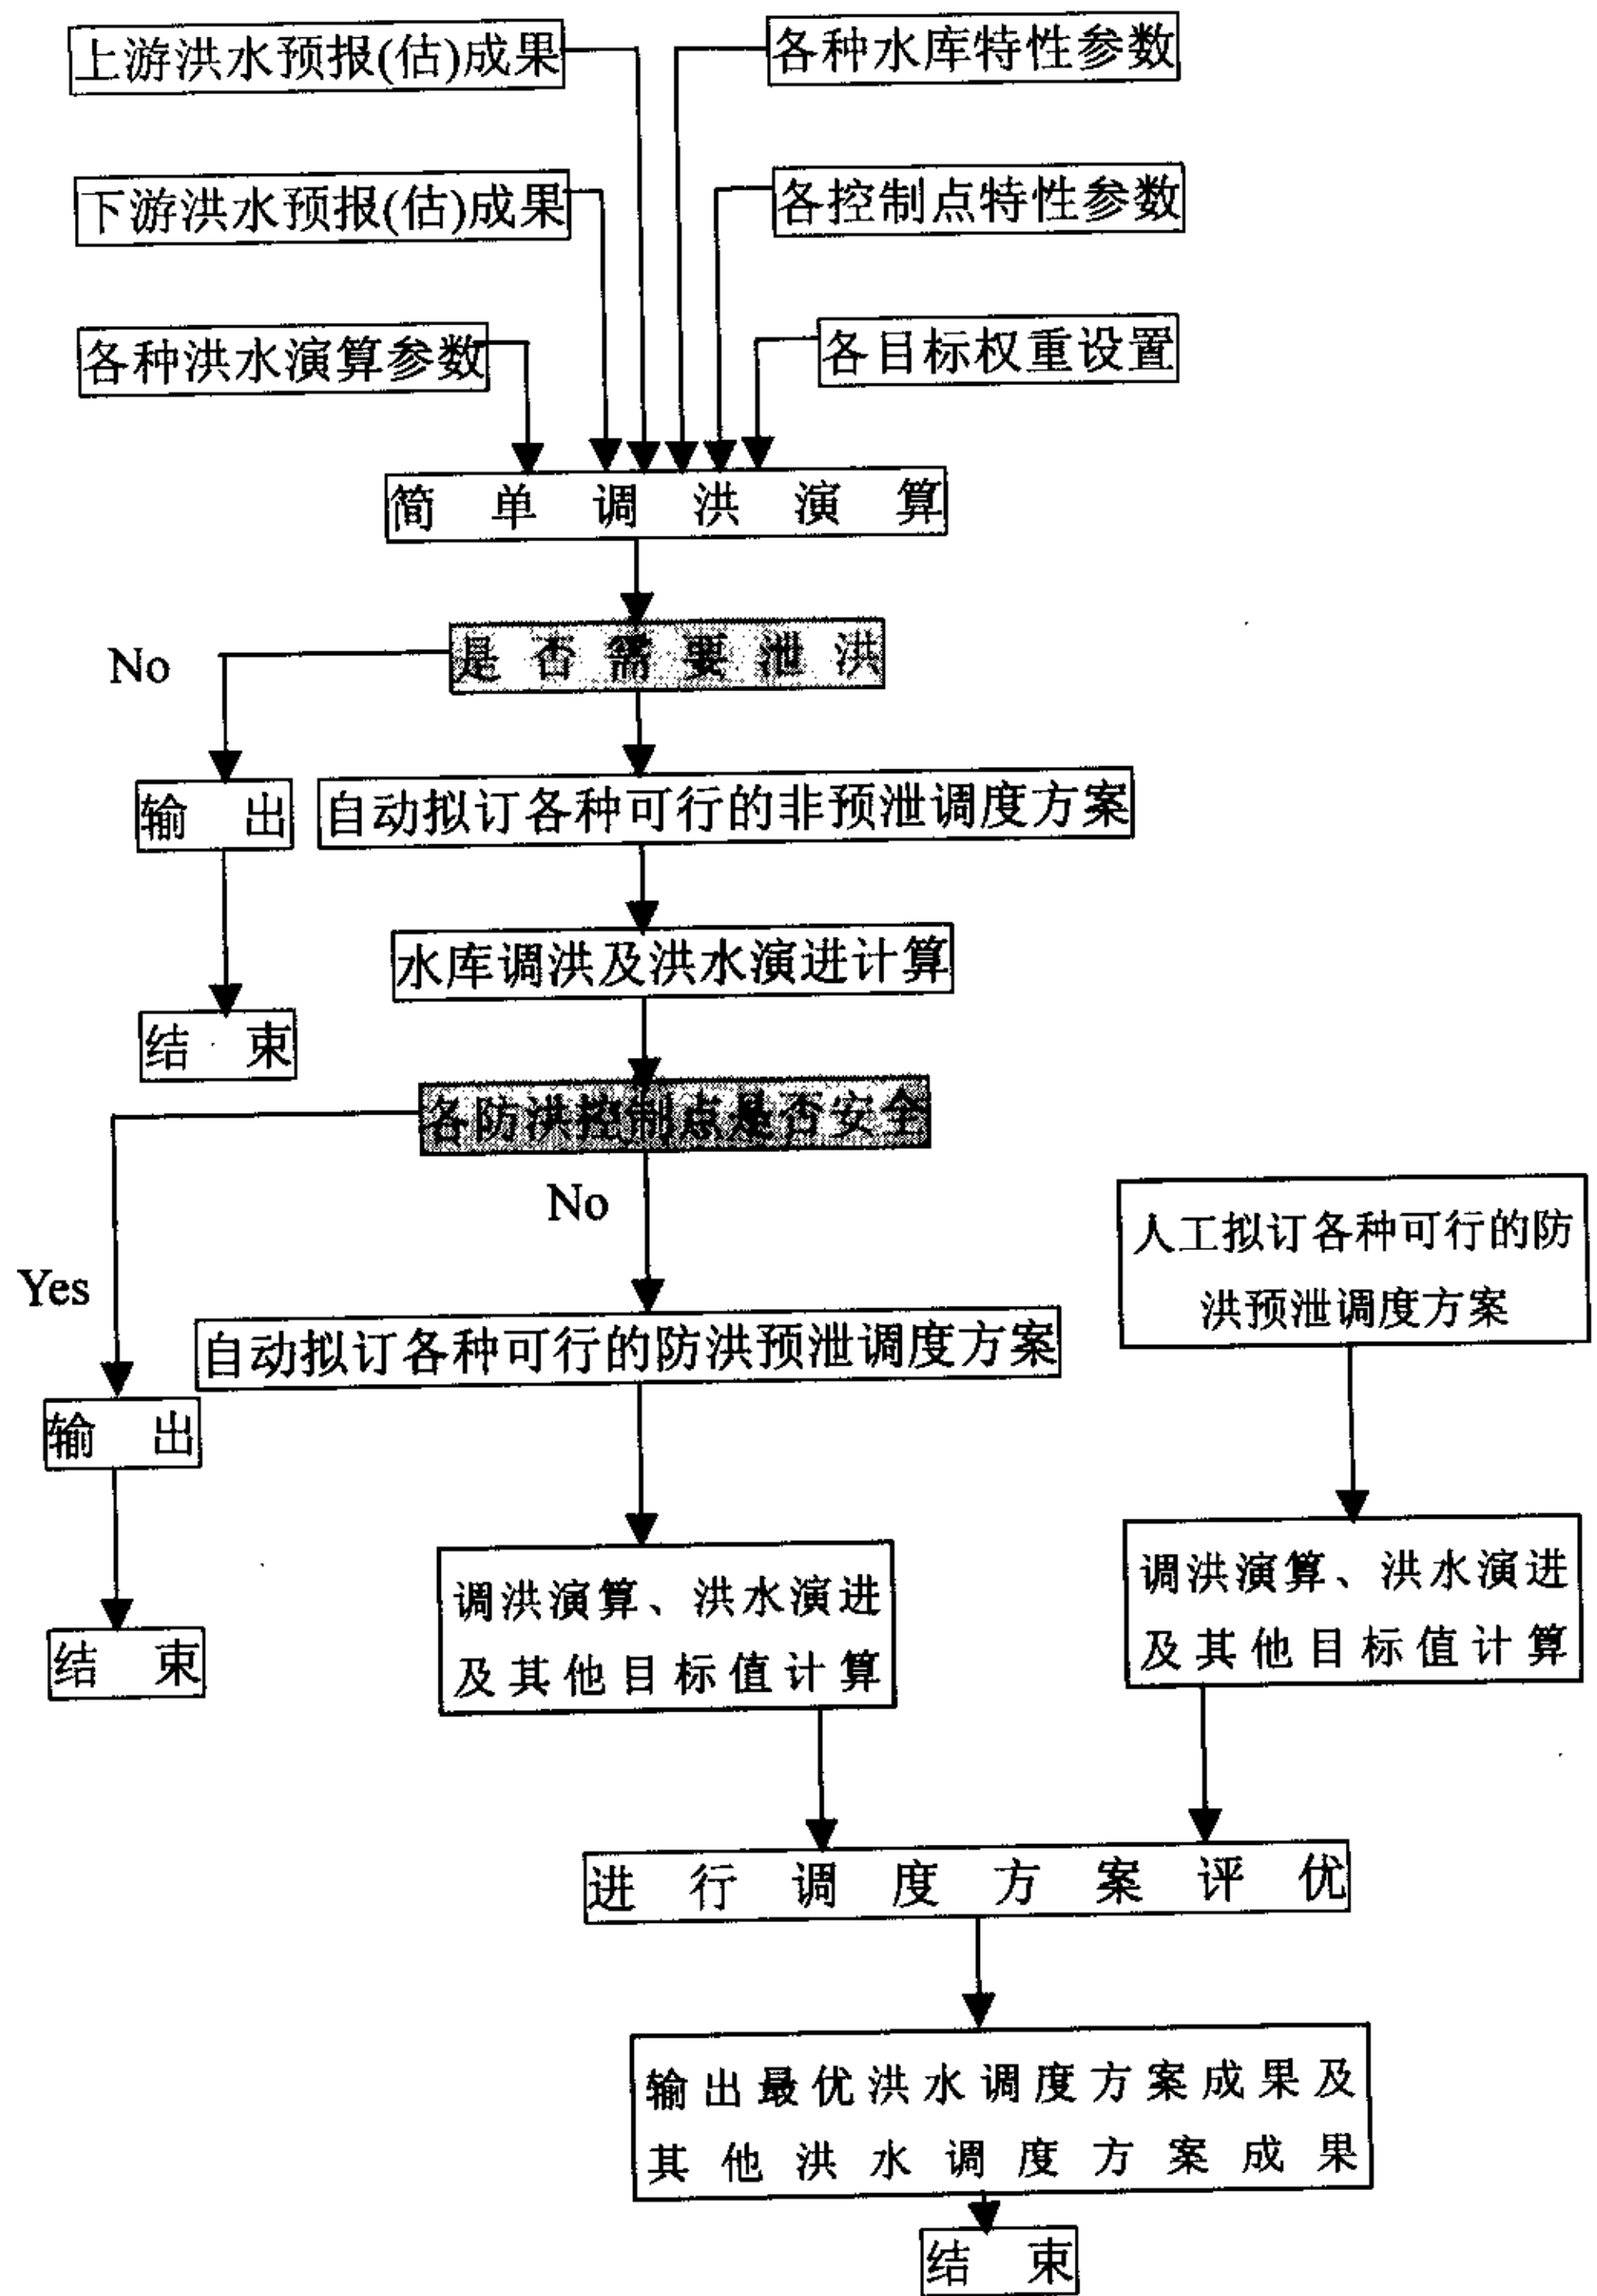 上游洪水预报(估)成果
各种水库特性参数
下游洪水预报(估)成果
各控制点特性参数
各种洪水演算参数
各目标权重设置
简单调洪演算
是否需要泄洪
No
输出
自动拟订各种可行的非预泄调度方案
水库调洪及洪水演进计算
结束
各防洪控制点是否安全
No
Yes
人工拟订各种可行的防
洪预泄调度方案
自动拟订各种可行的防洪预泄调度方案
输出
调洪演算、洪水演进
及其他目标值计算
调洪演算、洪水演进
及其他目标值计算
结束
进行调度方案评优
输出最优洪水调度方案成果及
其他洪水调度方案成果
结束